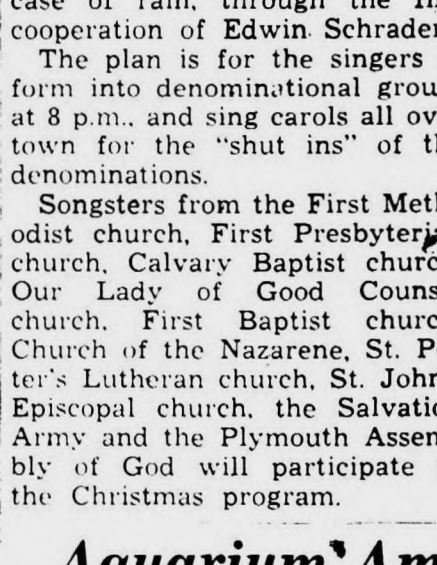 case of rain, through the
cooperation of Edwin Schrader
The plan is for the singers
form into denominational grou
at 8 p.m., and sing carols all ov
town for the "shut ins" of th
denominations.
Songsters from the First Meth-
odist church, First Presbyteria
church, Calvary Baptist churc
Our Lady of Good Couns
church, First Baptist churc
Church of the Nazarene, St. P
ter's Lutheran church, St. John
Episcopal church, the Salvatio
Army and the Plymouth Assem
bly of God will participate
the Christmas program.
Aquarium' Am